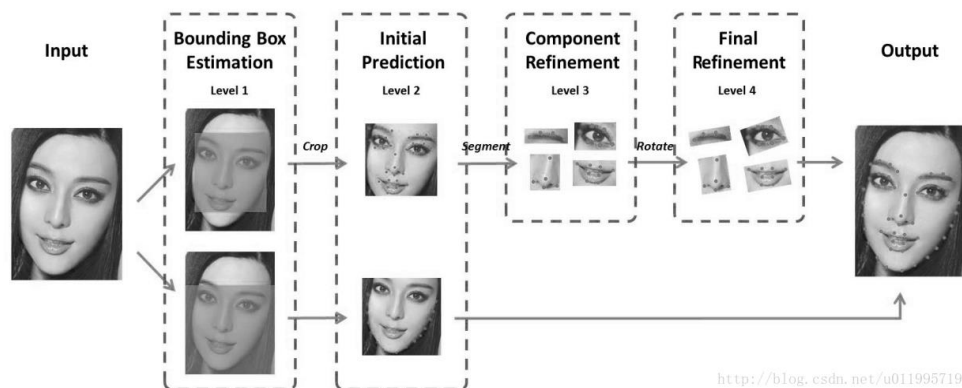 Input
Bounding Box
Estimation
Level 1
Crop
Initial
Prediction
Level 2
Segment
Component
Refinement
Level 3
Rotate
Final
Refinement
Level 4
Output
http://blog.csdn.net/u011995719